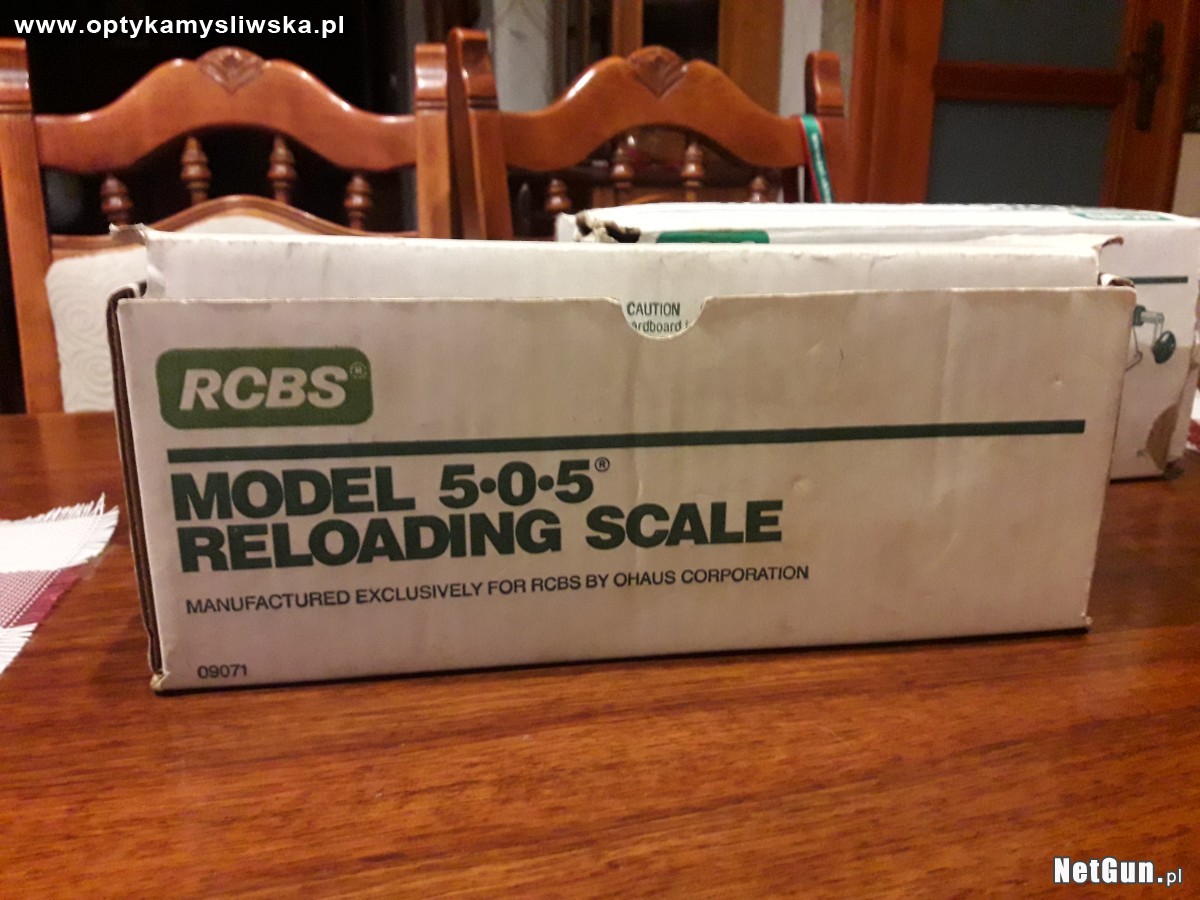 www.optykamysliwska.pl
CAUTION
RCBS®
MODEL 5•0•5®
RELOADING SCALE
MANUFACTURED EXCLUSIVELY FOR RCBS BY OHAUS CORPORATION
09071
NetGun.pl